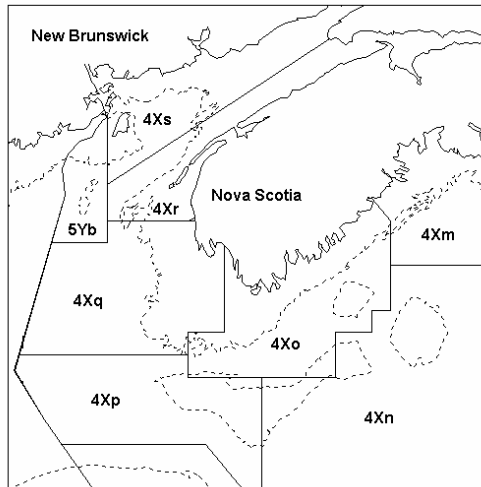 New Brunswick
4Xs
Nova Scotia
4Xr
5Yb
4Xm
4Xq
4Xo
4Xp
4Xn